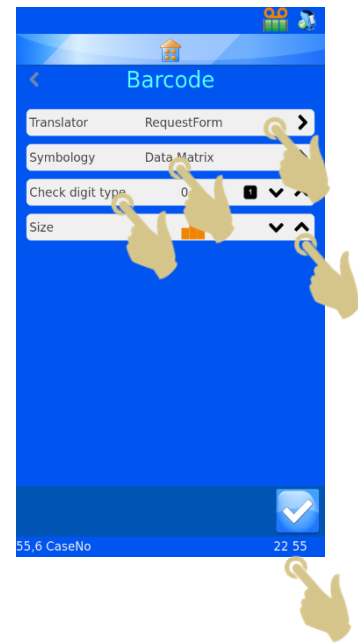 Barcode
Translator RequestForm
Symbology Data Matrix
Check digit type 0 1
Size
55,6 CaseNo 22 55